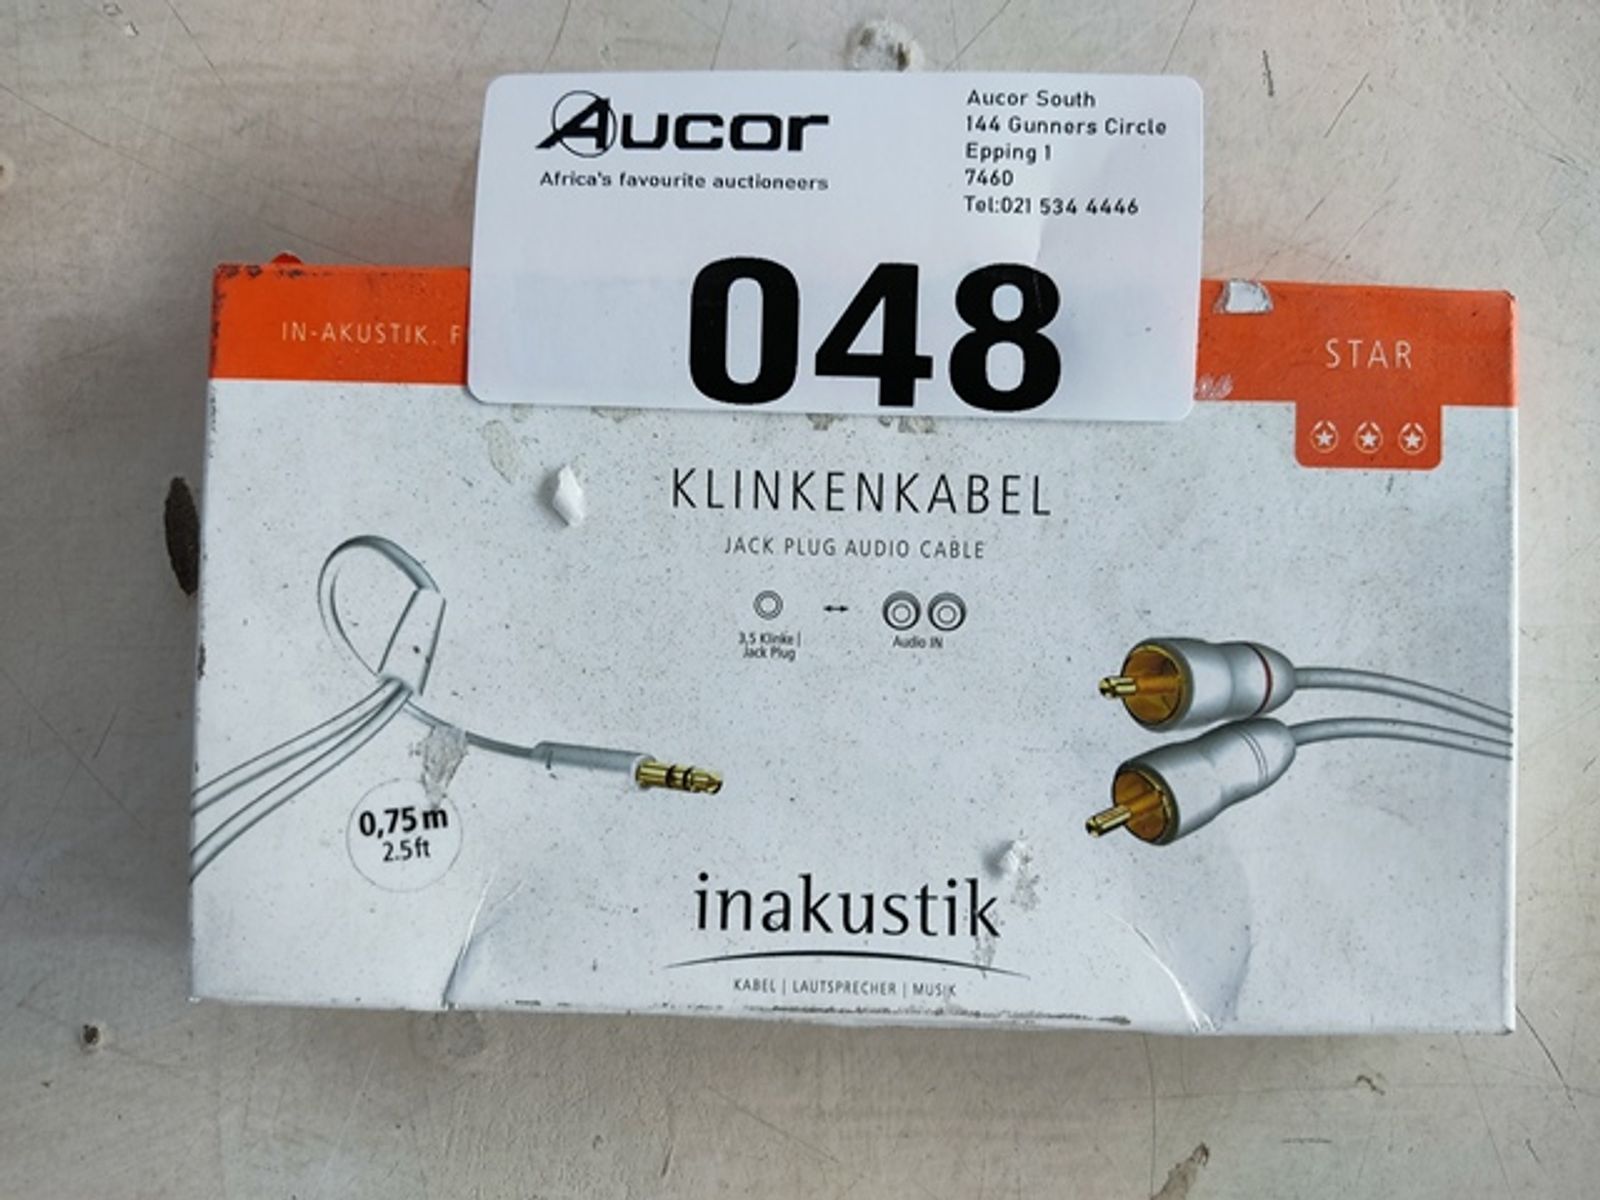 Aucor
Africa's favourite auctioneers
Aucor South
144 Gunners Circle
Epping 1
7460
Tel:021 534 4446
048
IN-AKUSTIK. F
STAR
KLINKENKABEL
JACK PLUG AUDIO CABLE
3,5 Klinke |
Jack Plug
Audio IN
0,75 m
2.5 ft
inakustik
KABEL | LAUTSPRECHER | MUSIK